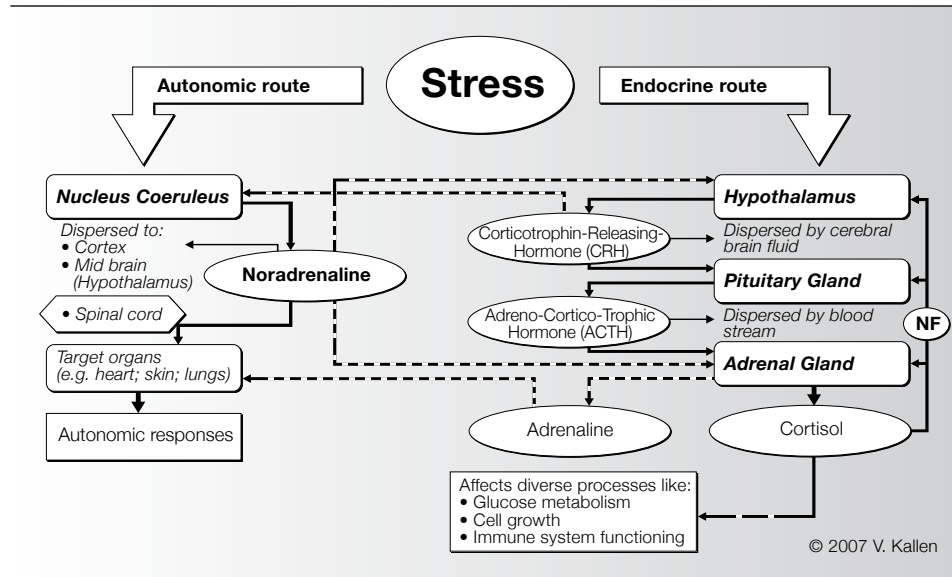 Stress
Autonomic route
Endocrine route
Nucleus Coeruleus
Dispersed to:
• Cortex
• Mid brain
(Hypothalamus)
• Spinal cord
Noradrenaline
Target organs
(e.g. heart; skin; lungs)
Autonomic responses
Hypothalamus
Corticotrophin-Releasing-
Hormone (CRH)
Dispersed by cerebral
brain fluid
Pituitary Gland
Adreno-Cortico-Trophic
Hormone (ACTH)
Dispersed by blood
stream
NF
Adrenal Gland
Adrenaline
Cortisol
Affects diverse processes like:
• Glucose metabolism
• Cell growth
• Immune system functioning
© 2007 V. Kallen